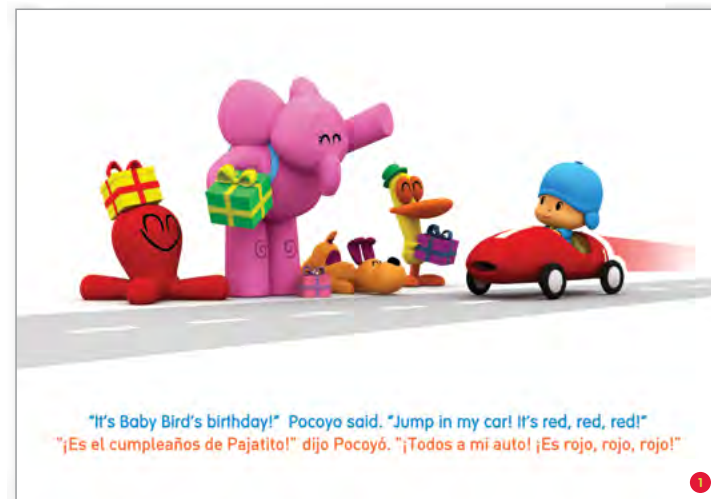 "It's Baby Bird's birthday!" Pocoyo said. "Jump in my car! It's red, red, red!"
"¡Es el cumpleaños de Pajatito!" dijo Pocoyó. "¡Todos a mi auto! ¡Es rojo, rojo, rojo!"
1